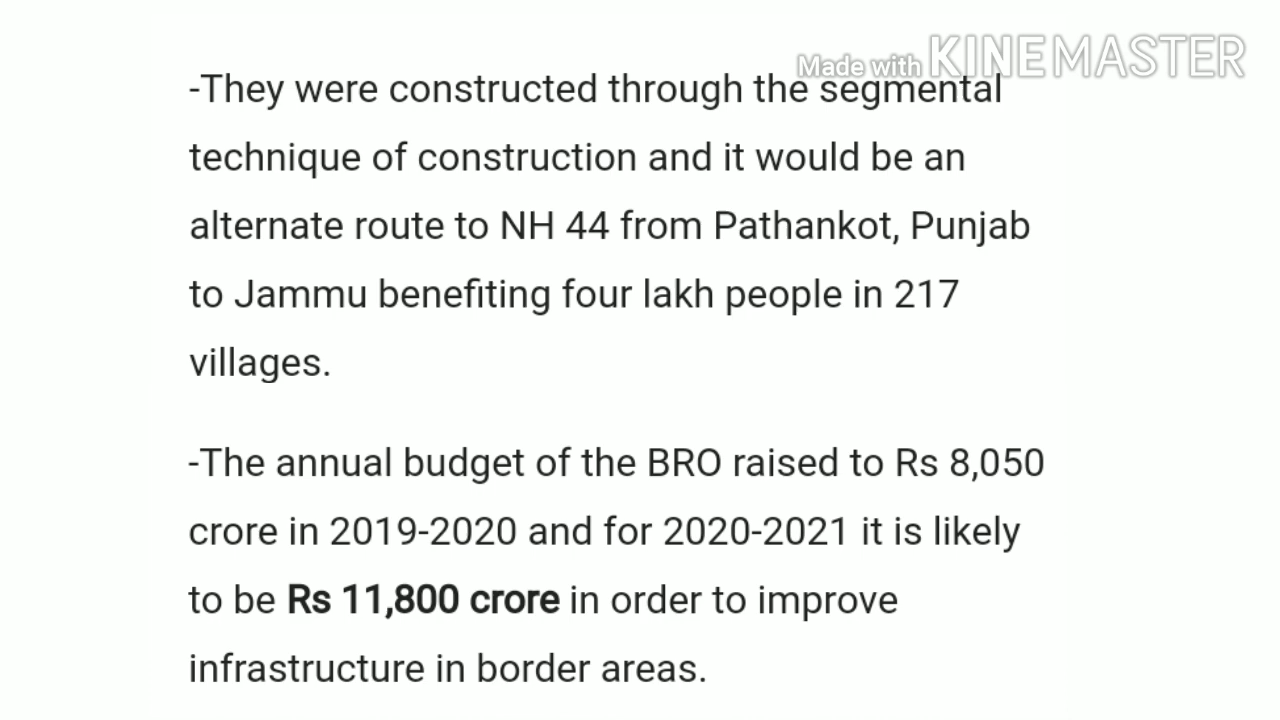 Made with KINEMASTER
-They were constructed through the segmental
technique of construction and it would be an
alternate route to NH 44 from Pathankot, Punjab
to Jammu benefiting four lakh people in 217
villages.
-The annual budget of the BRO raised to Rs 8,050
crore in 2019-2020 and for 2020-2021 it is likely
to be Rs 11,800 crore in order to improve
infrastructure in border areas.